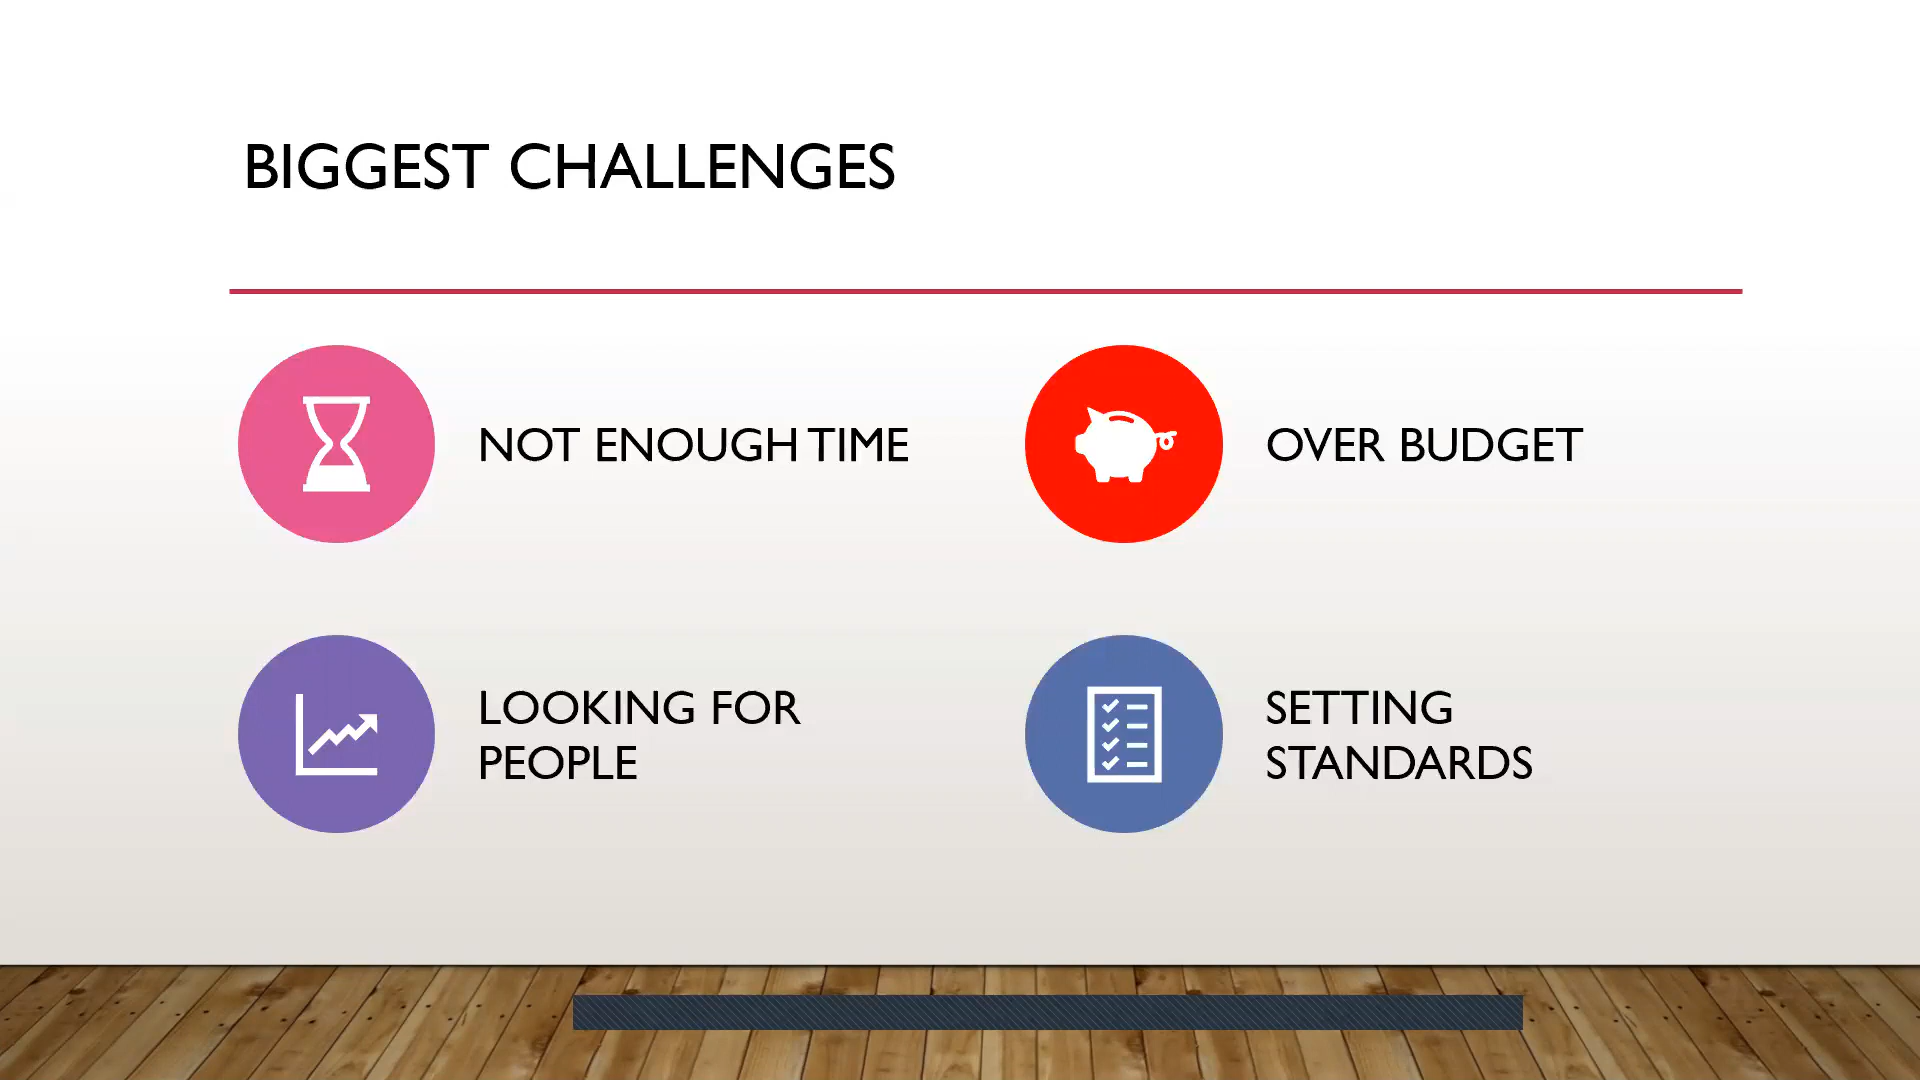 BIGGEST CHALLENGES
NOT ENOUGH TIME
OVER BUDGET
LOOKING FOR
PEOPLE
SETTING
STANDARDS